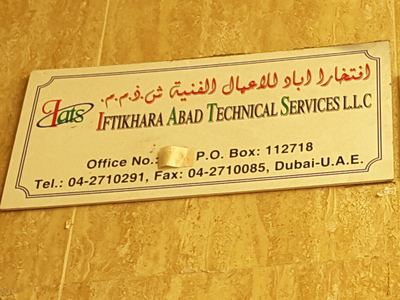 افتخارا اباد للاعمال الفنية ش.ذ.م.م.
Iats
IFTIKHARA ABAD TECHNICAL SERVICES L.L.C
Office No.: P.O. Box: 112718
Tel.: 04-2710291, Fax: 04-2710085, Dubai-U.A.E.